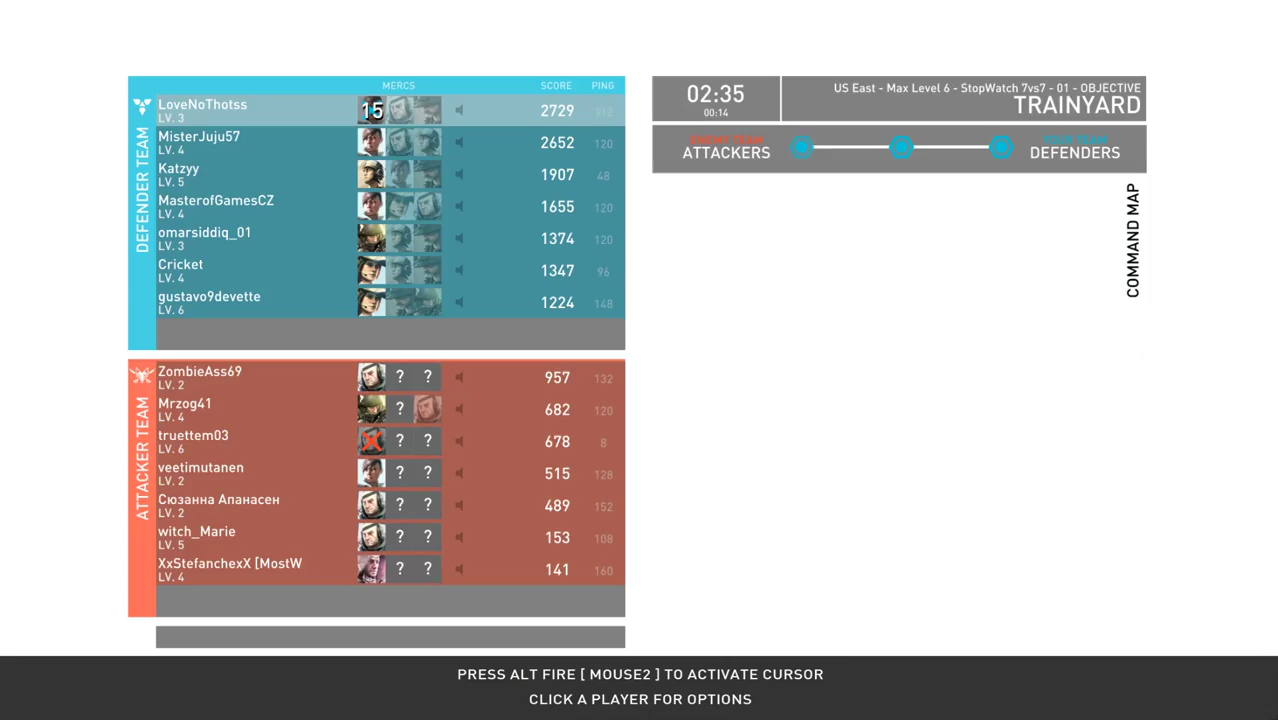 MERCS SCORE PING
DEFENDER TEAM
LoveNoThotss 15 2729 312
LV. 3
MisterJuju57 2652 120
LV. 4
Katzyy 1907 48
LV. 5
MasterofGamesCZ 1655 120
LV. 4
omarsiddiq_01 1374 120
LV. 3
Cricket 1347 96
LV. 4
gustavo9devette 1224 148
LV. 6
ATTACKER TEAM
ZombieAss69 ? ? 957 132
LV. 2
Mrzog41 ? 682 120
LV. 4
truettem03 ? ? 678 8
LV. 6
veetimutanen ? ? 515 128
LV. 2
Сюзанна Апанасен ? ? 489 152
LV. 2
witch_Marie ? ? 153 108
LV. 5
XxStefanchexX [MostW ? ? 141 160
LV. 4
02:35
00:14
US East - Max Level 6 - StopWatch 7vs7 - 01 - OBJECTIVE
TRAINYARD
ENEMY TEAM
ATTACKERS
YOUR TEAM
DEFENDERS
COMMAND MAP
PRESS ALT FIRE [ MOUSE2 ] TO ACTIVATE CURSOR
CLICK A PLAYER FOR OPTIONS